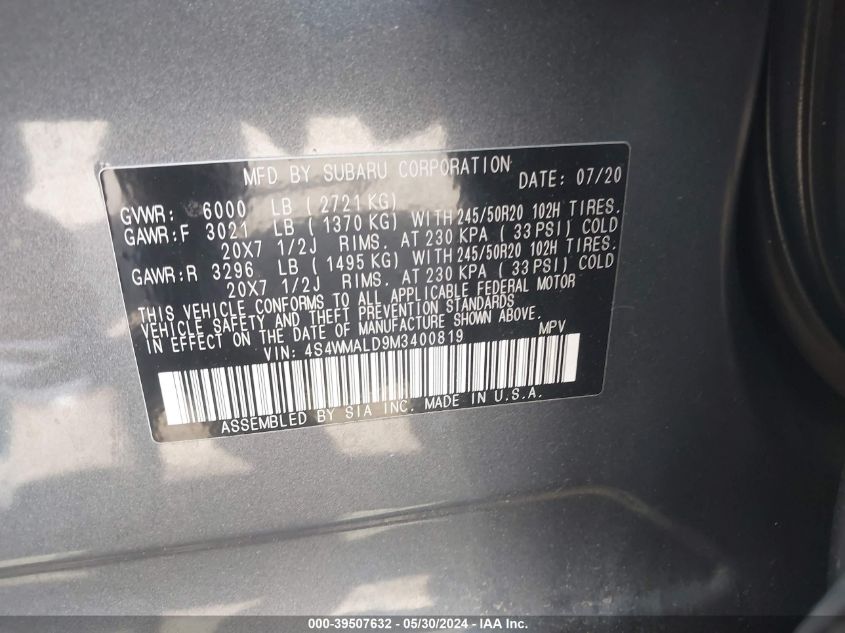 MFD BY SUBARU CORPORATION DATE: 07/20
GVWR: 6000 LB ( 2721 KG)
GAWR:F 3021 LB ( 1370 KG) WITH 245/50R20 102H TIRES.
20X7 1/2J RIMS. AT 230 KPA ( 33 PSI) COLD
GAWR:R 3296 LB ( 1495 KG) WITH 245/50R20 102H TIRES.
20X7 1/2J RIMS. AT 230 KPA ( 33 PSI) COLD
THIS VEHICLE CONFORMS TO ALL APPLICABLE FEDERAL MOTOR
VEHICLE SAFETY AND THEFT PREVENTION STANDARDS
IN EFFECT ON THE DATE OF MANUFACTURE SHOWN ABOVE.
VIN: 4S4WMALD9M3400819 MPV
ASSEMBLED BY SIA INC. MADE IN U.S.A.
000-39507632 - 05/30/2024 - IAA Inc.